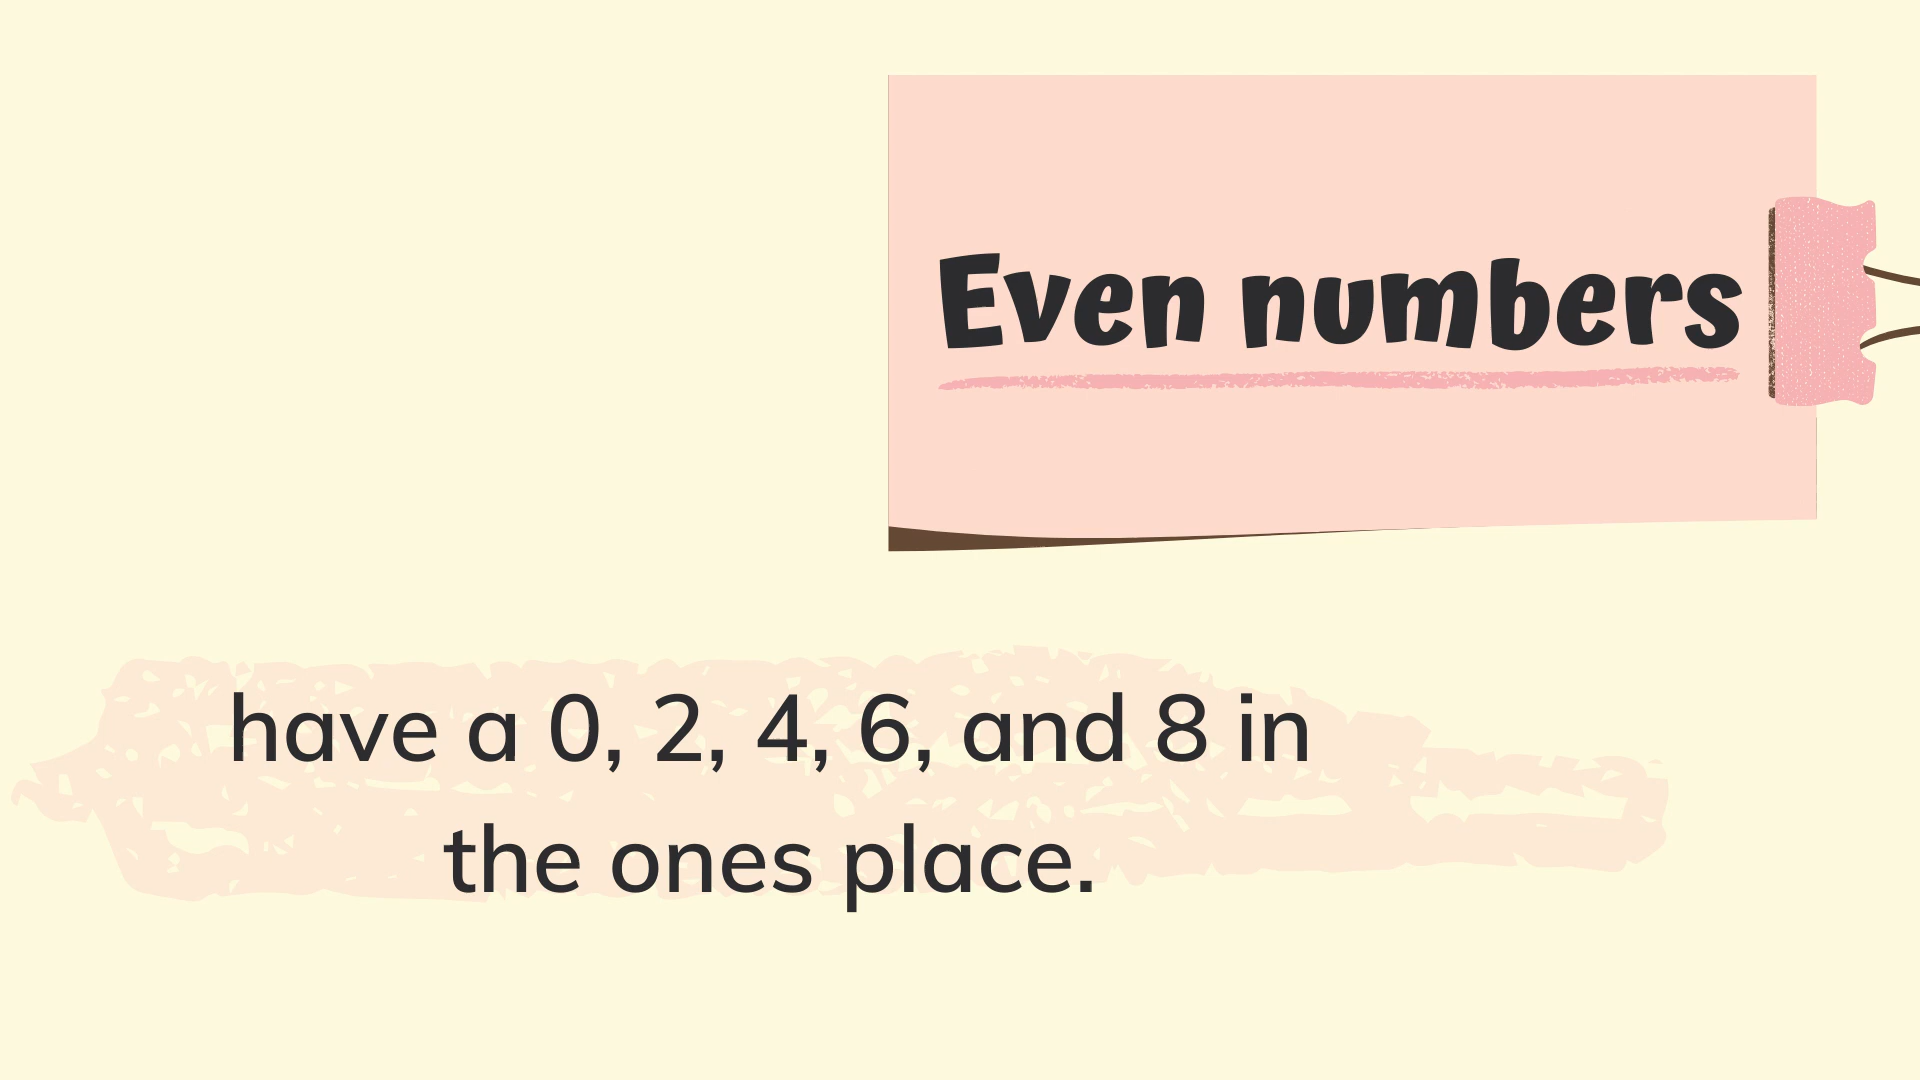 Even numbers
have a 0, 2, 4, 6, and 8 in
the ones place.